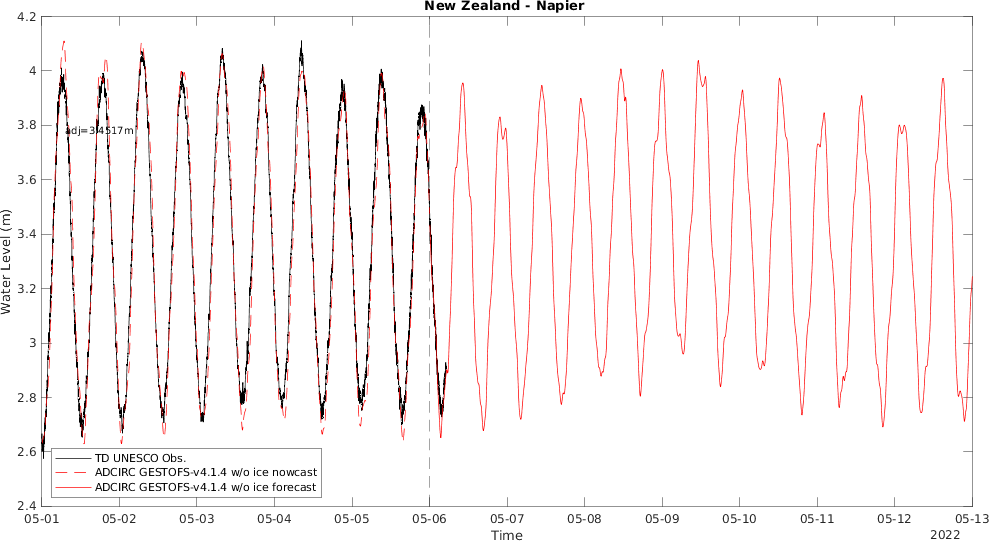 New Zealand - Napier
4.2
4
3.8
3.6
3.4
3.2
3
2.8
2.6
2.4
Water Level (m)
adj=3.4517m
TD UNESCO Obs.
ADCIRC GESTOFS-v4.1.4 w/o ice nowcast
ADCIRC GESTOFS-v4.1.4 w/o ice forecast
05-01 05-02 05-03 05-04 05-05 05-06 05-07 05-08 05-09 05-10 05-11 05-12 05-13
Time
2022